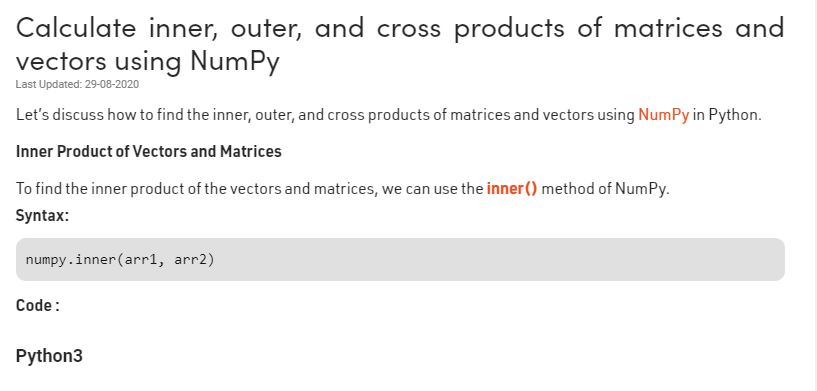 Calculate inner, outer, and cross products of matrices and
vectors using NumPy
Last Updated: 29-08-2020
Let's discuss how to find the inner, outer, and cross products of matrices and vectors using NumPy in Python.
Inner Product of Vectors and Matrices
To find the inner product of the vectors and matrices, we can use the inner() method of NumPy.
Syntax:
numpy.inner(arr1, arr2)
Code :
Python3